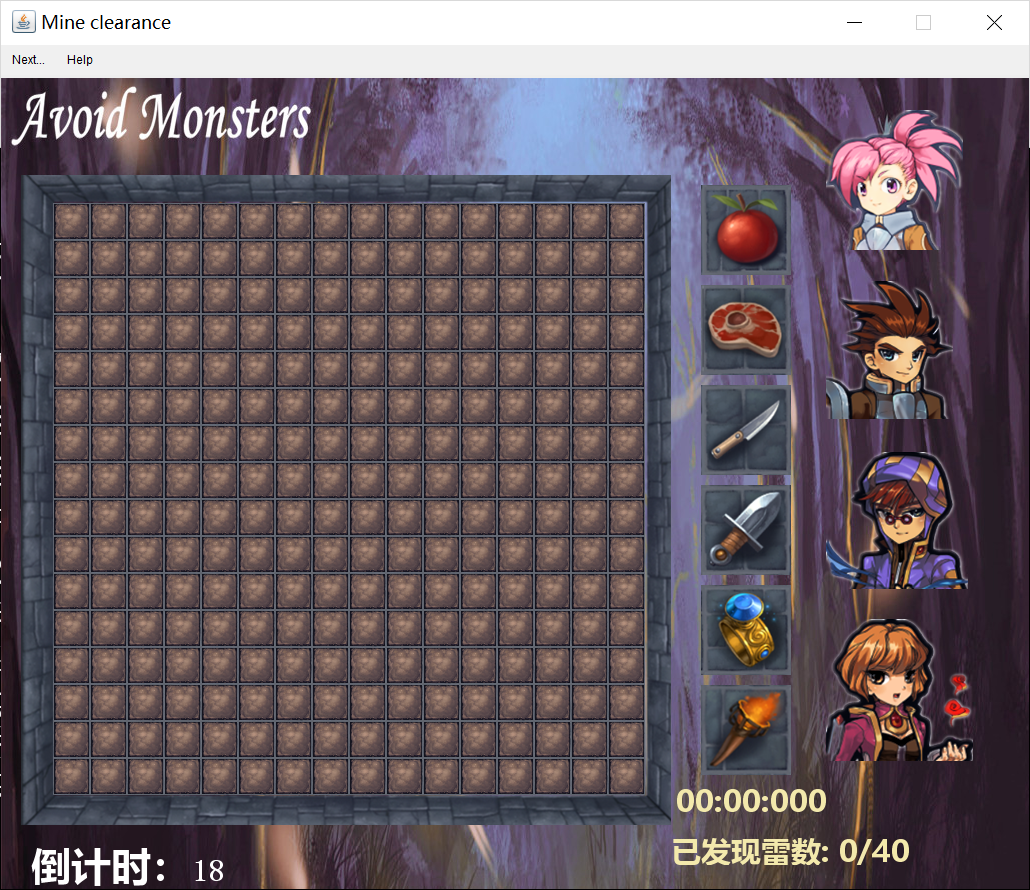 Mine clearance
Next... Help
Avoid Monsters
00:00:000
已发现雷数: 0/40
倒计时： 18